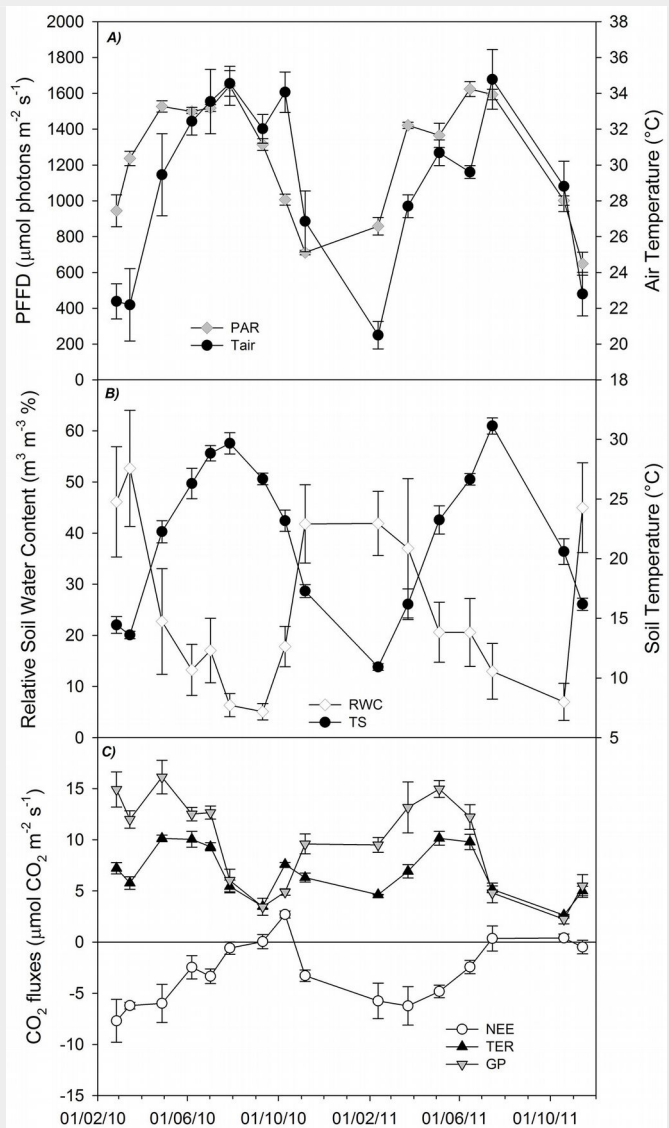 A)
PFFD (μmol photons m⁻² s⁻¹)
2000
1800
1600
1400
1200
1000
800
600
400
200
0
38
36
34
32
30
28
26
24
22
20
18
Air Temperature (°C)
PAR
Tair
B)
Relative Soil Water Content (m³ m⁻³ %)
60
50
40
30
20
10
0
30
25
20
15
10
5
Soil Temperature (°C)
RWC
TS
C)
CO₂ fluxes (μmol CO₂ m⁻² s⁻¹)
15
10
5
0
-5
-10
-15
NEE
TER
GP
01/02/10 01/06/10 01/10/10 01/02/11 01/06/11 01/10/11